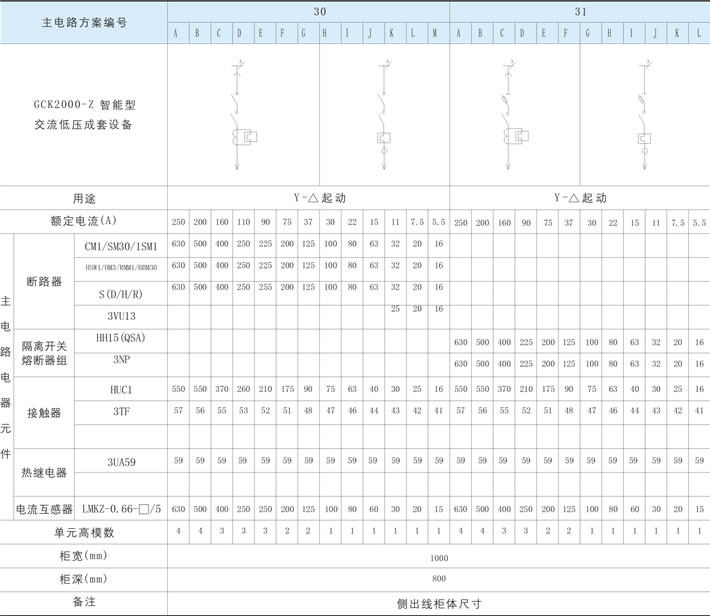 主电路方案编号 30 31
A B C D E F G H I J K L M A B C D E F G H I J K L
GCK2000-Z 智能型
交流低压成套设备
用途 Y-△起动 Y-△起动
额定电流(A) 250 200 160 110 90 75 37 30 22 15 11 7.5 5.5 250 200 160 90 75 37 30 22 15 11 7.5 5.5
主电路电器元件
断路器
CM1/SM30/1SM1 630 500 400 250 225 200 125 100 80 63 32 20 16
HSW1/HM3/RMM1/BBM30 630 500 400 250 225 200 125 100 80 63 32 20 16
S(D/H/R) 630 500 400 250 255 200 125 100 80 63 32 20 16
3VU13 25 20 16
隔离开关
熔断器组
HH15(QSA) 630 500 400 225 200 125 100 80 63 32 20 16
3NP 630 500 400 225 200 125 100 80 63 32 20 16
接触器
HUC1 550 550 370 260 210 175 90 75 63 40 30 25 16 550 550 370 210 175 90 75 63 40 30 25 16
3TF 57 56 55 53 52 51 48 47 46 44 43 42 41 57 56 55 52 51 48 47 46 44 43 42 41
热继电器
3UA59 59 59 59 59 59 59 59 59 59 59 59 59 59 59 59 59 59 59 59 59 59 59 59 59 59
电流互感器 LMKZ-0.66-□/5 630 500 400 250 250 200 125 100 80 60 30 20 15 630 500 400 250 200 125 100 80 60 30 20 15
单元高模数 4 4 3 3 3 2 2 1 1 1 1 1 1 4 4 3 3 2 2 1 1 1 1 1 1
柜宽(mm) 1000
柜深(mm) 800
备注 侧出线柜体尺寸